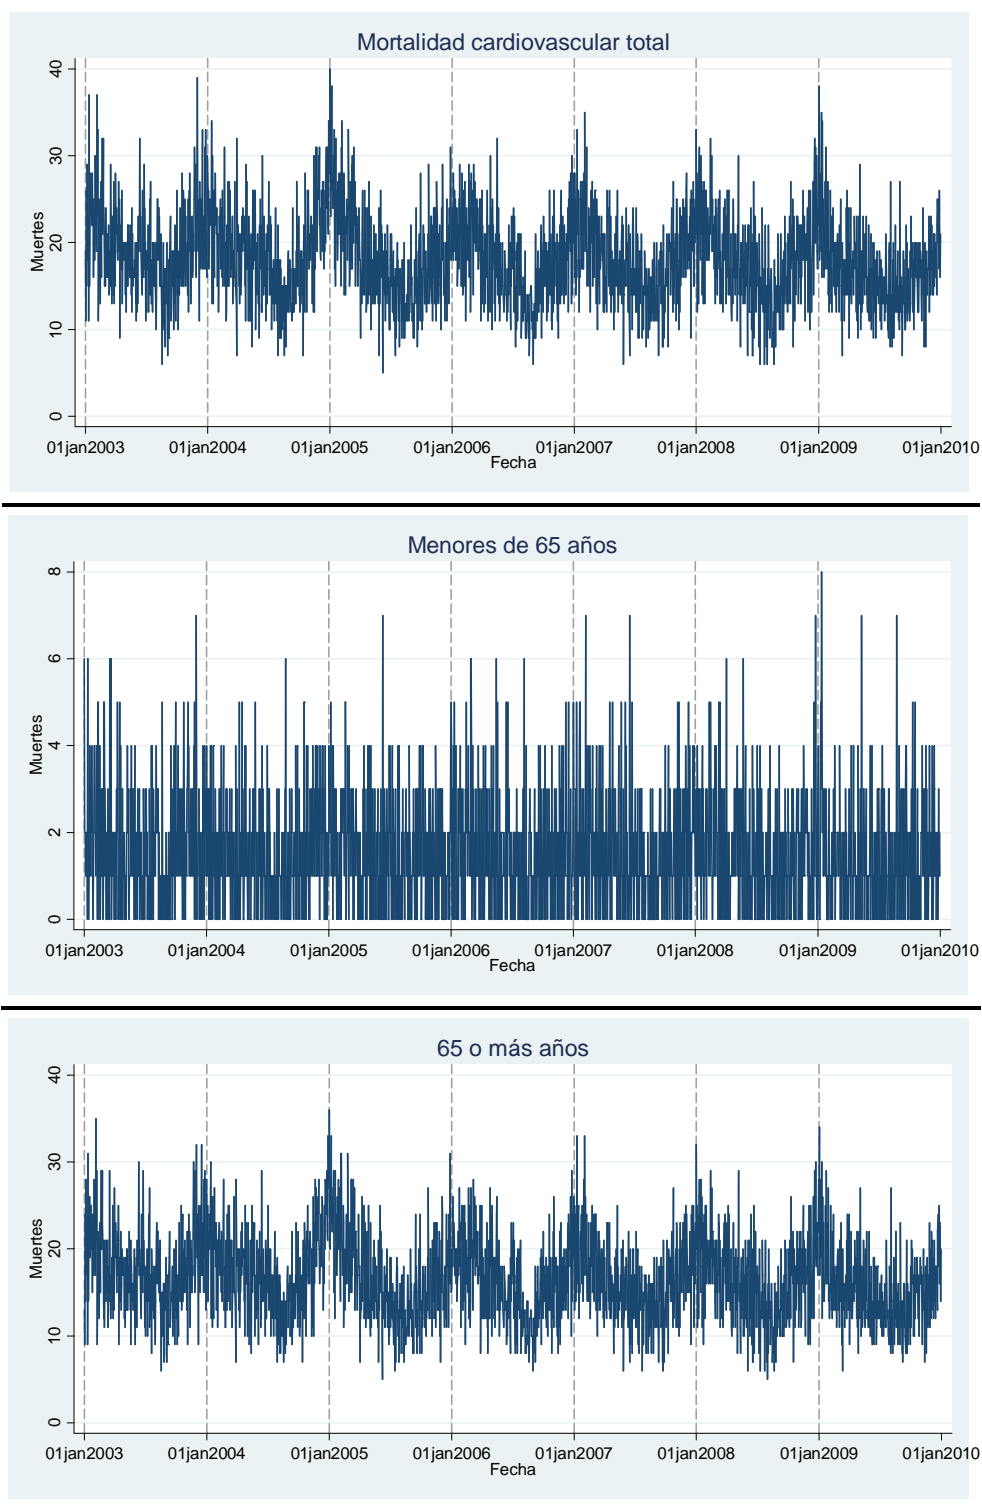 Mortalidad cardiovascular total
40
30
20
10
0
Muertes
01jan2003 01jan2004 01jan2005 01jan2006 01jan2007 01jan2008 01jan2009 01jan2010
Fecha
Menores de 65 años
8
6
4
2
0
Muertes
01jan2003 01jan2004 01jan2005 01jan2006 01jan2007 01jan2008 01jan2009 01jan2010
Fecha
65 o más años
40
30
20
10
0
Muertes
01jan2003 01jan2004 01jan2005 01jan2006 01jan2007 01jan2008 01jan2009 01jan2010
Fecha